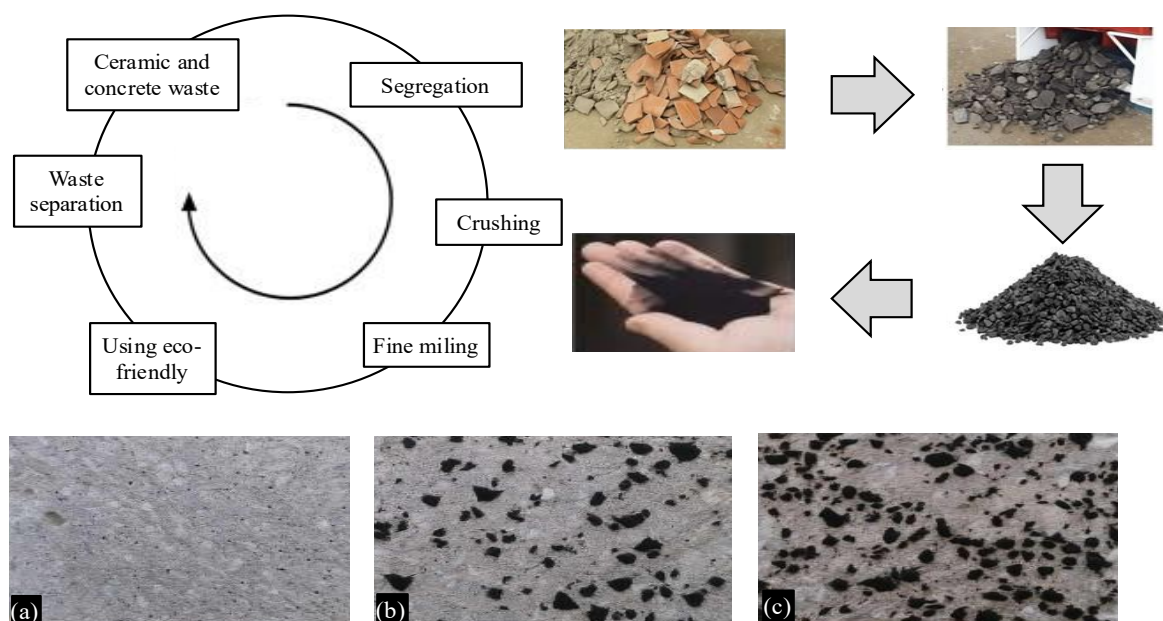 Ceramic and
concrete waste
Segregation
Waste
separation
Crushing
Using eco-
friendly
Fine miling
(a)
(b)
(c)